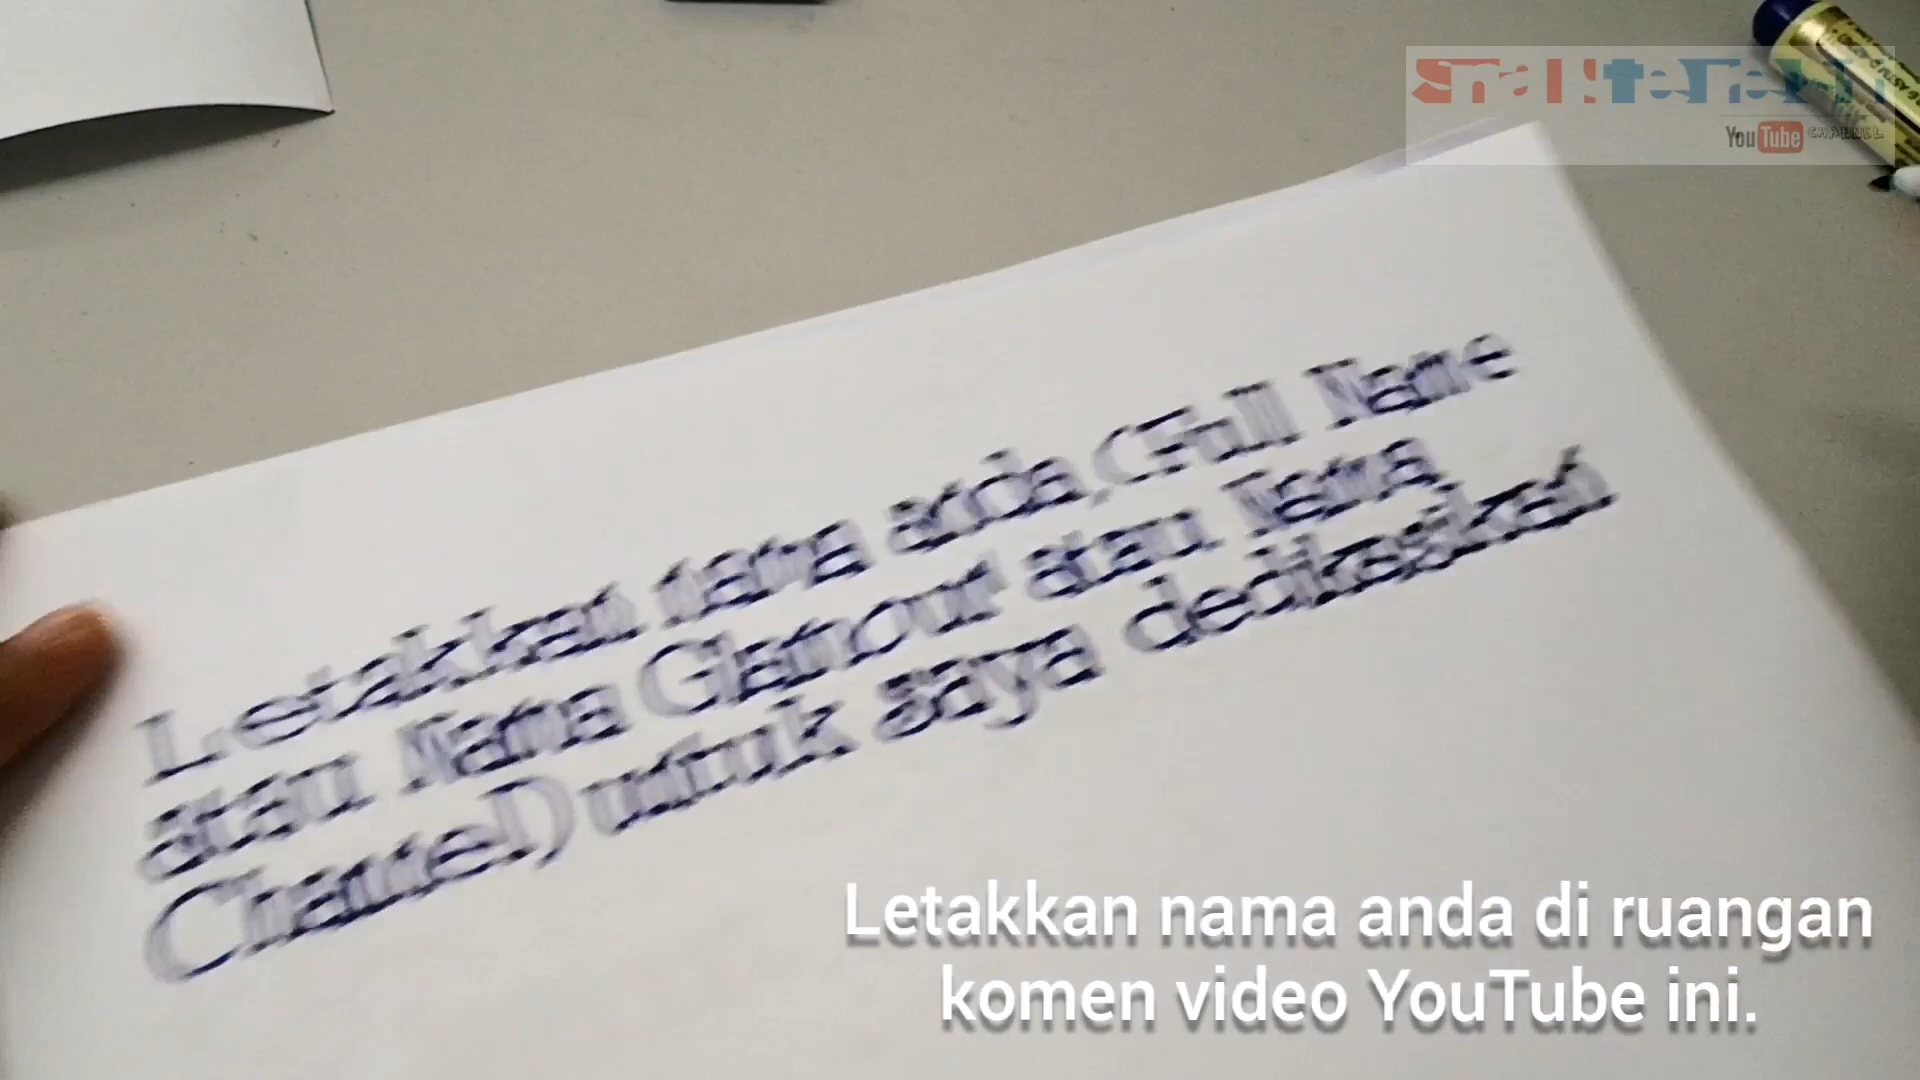 YouTube CHANNEL
Letakkan nama anda, (Full Name
atau Nama Glamour atau Nama
Channel) untuk saya dedikasikan
Letakkan nama anda di ruangan
komen video YouTube ini.